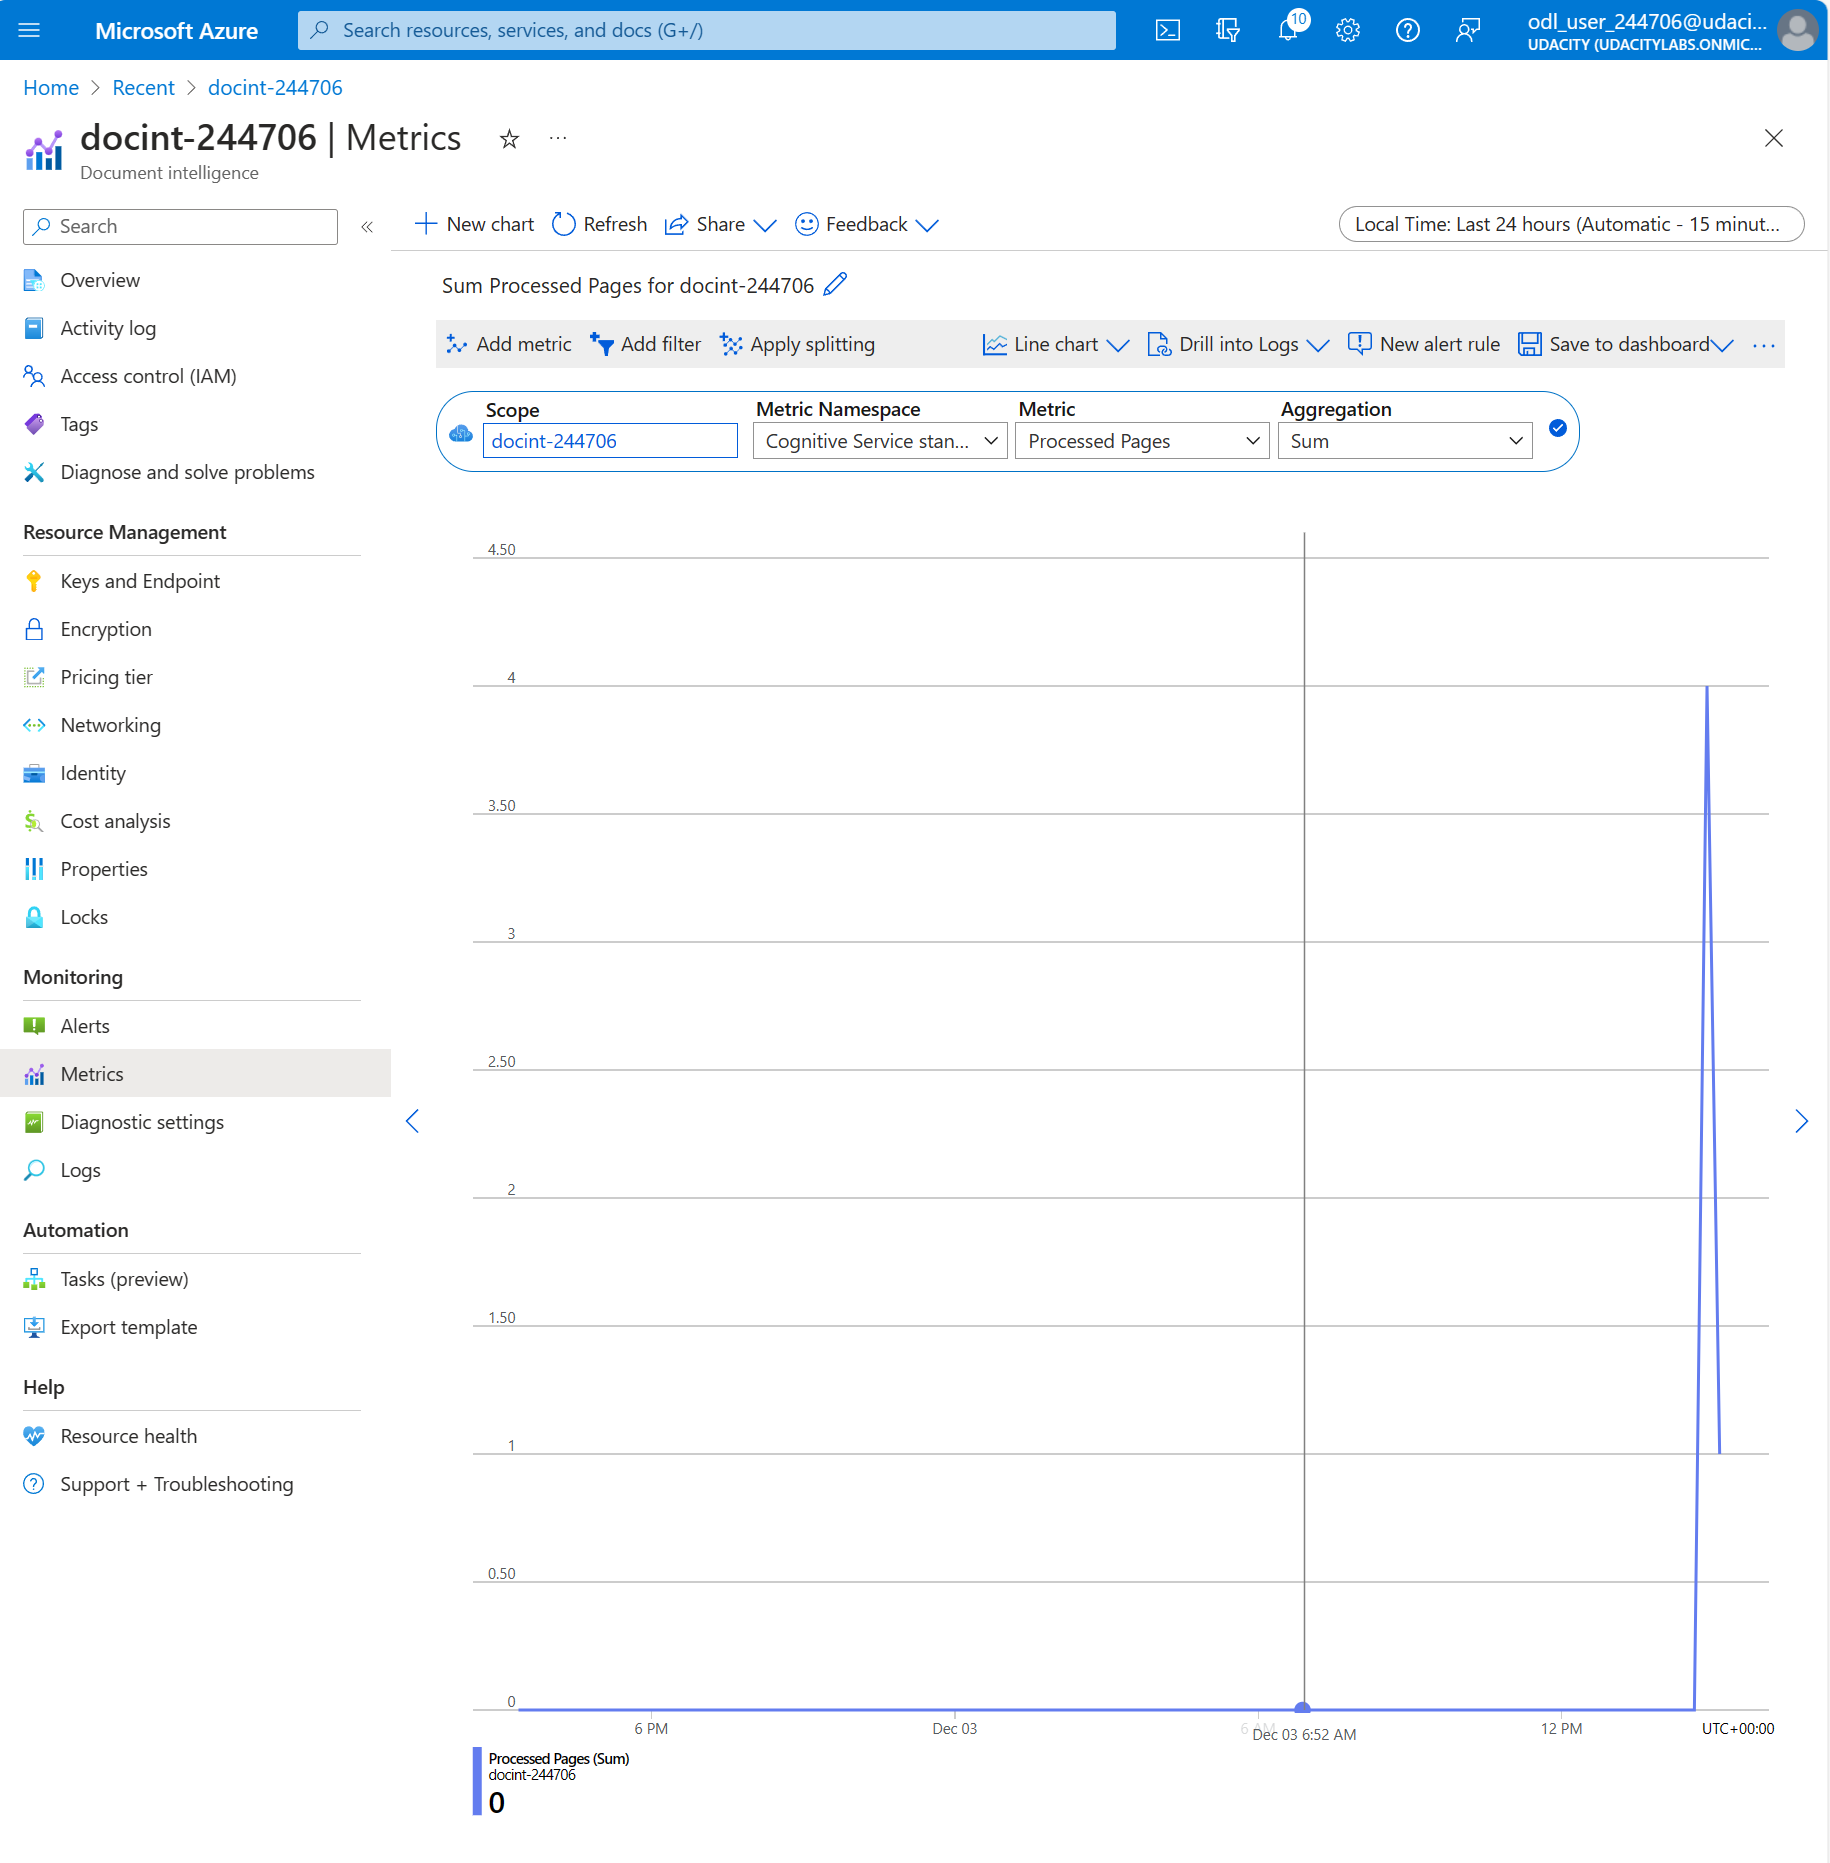 Microsoft Azure
Search resources, services, and docs (G+/)
10
odl_user_244706@udaci...
UDACITY (UDACITYLABS.ONMIC...
Home > Recent > docint-244706
docint-244706 | Metrics
Document intelligence
Search
Overview
Activity log
Access control (IAM)
Tags
Diagnose and solve problems
Resource Management
Keys and Endpoint
Encryption
Pricing tier
Networking
Identity
Cost analysis
Properties
Locks
Monitoring
Alerts
Metrics
Diagnostic settings
Logs
Automation
Tasks (preview)
Export template
Help
Resource health
Support + Troubleshooting
New chart Refresh Share Feedback
Local Time: Last 24 hours (Automatic - 15 minut...
Sum Processed Pages for docint-244706
Add metric Add filter Apply splitting Line chart Drill into Logs New alert rule Save to dashboard
Scope Metric Namespace Metric Aggregation
docint-244706 Cognitive Service stan... Processed Pages Sum
4.50
4
3.50
3
2.50
2
1.50
1
0.50
0
6 PM Dec 03 6 AM 12 PM UTC+00:00
Dec 03 6:52 AM
Processed Pages (Sum)
docint-244706
0